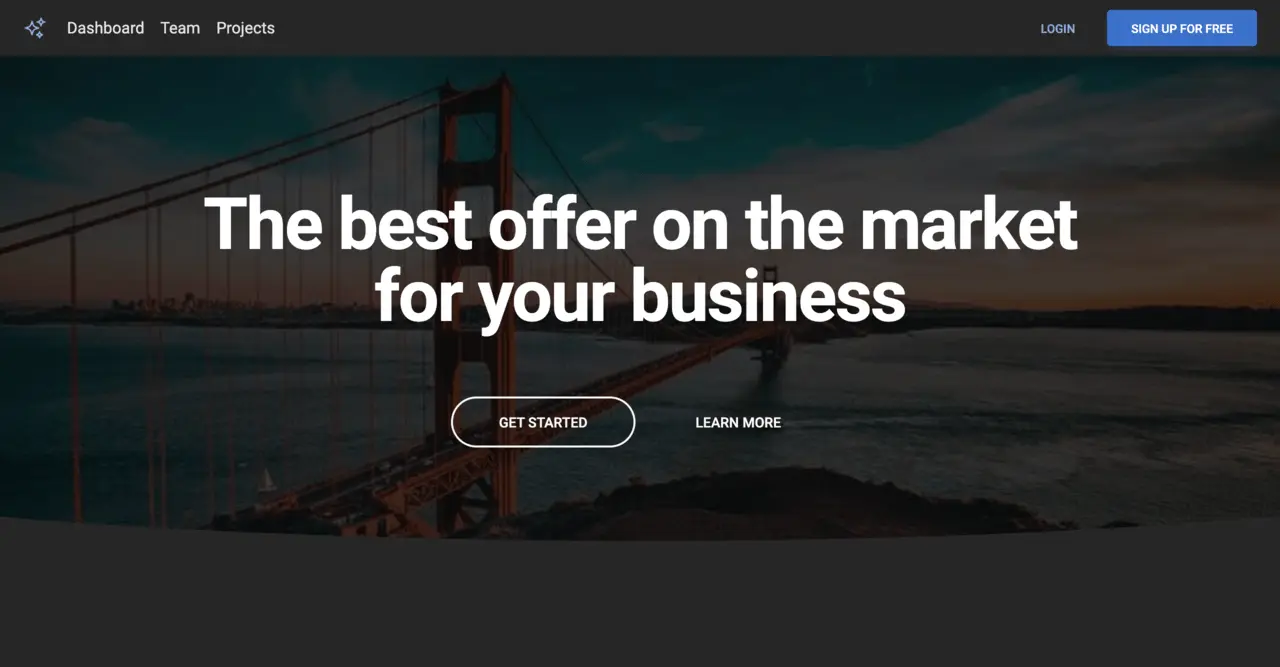 Dashboard Team Projects LOGIN SIGN UP FOR FREE
The best offer on the market
for your business
GET STARTED LEARN MORE